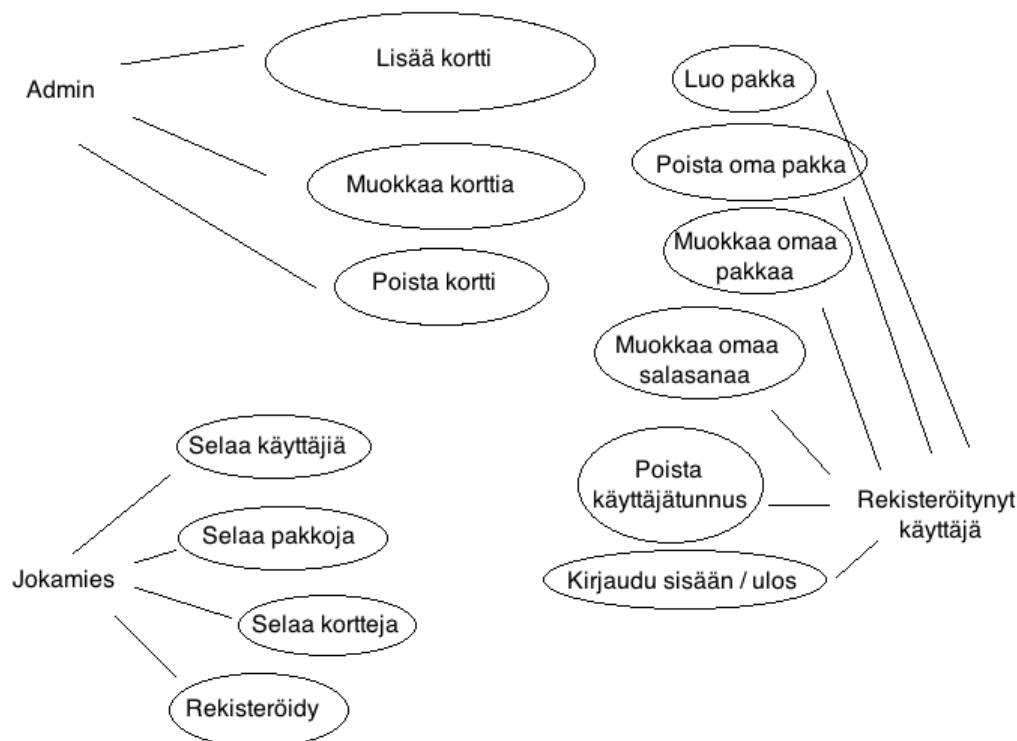 Admin
Lisää kortti
Muokkaa korttia
Poista kortti
Luo pakka
Poista oma pakka
Muokkaa omaa
pakkaa
Muokkaa omaa
salasanaa
Poista
käyttäjätunnus
Kirjaudu sisään / ulos
Rekisteröitynyt
käyttäjä
Jokamies
Selaa käyttäjiä
Selaa pakkoja
Selaa kortteja
Rekisteröidy